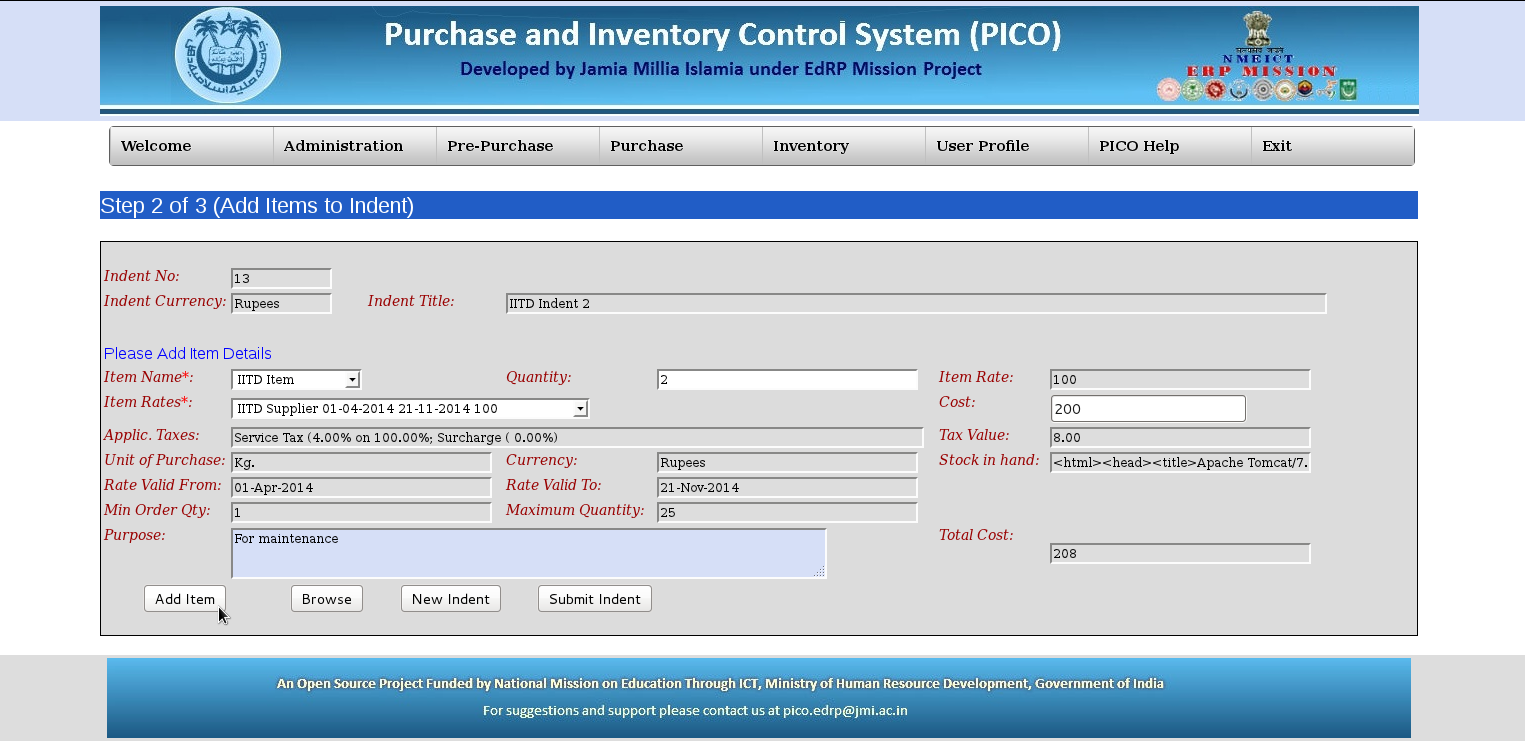 Purchase and Inventory Control System (PICO)
Developed by Jamia Millia Islamia under EdRP Mission Project
NMEICT
ERP MISSION
Welcome Administration Pre-Purchase Purchase Inventory User Profile PICO Help Exit
Step 2 of 3 (Add Items to Indent)
Indent No: 13
Indent Currency: Rupees Indent Title: IITD Indent 2
Please Add Item Details
Item Name*: IITD Item Quantity: 2 Item Rate: 100
Item Rates*: IITD Supplier 01-04-2014 21-11-2014 100 Cost: 200
Applic. Taxes: Service Tax (4.00% on 100.00%; Surcharge ( 0.00%) Tax Value: 8.00
Unit of Purchase: Kg. Currency: Rupees Stock in hand: <html><head><title>Apache Tomcat/7.
Rate Valid From: 01-Apr-2014 Rate Valid To: 21-Nov-2014
Min Order Qty: 1 Maximum Quantity: 25
Purpose: For maintenance Total Cost: 208
Add Item Browse New Indent Submit Indent
An Open Source Project Funded by National Mission on Education Through ICT, Ministry of Human Resource Development, Government of India
For suggestions and support please contact us at pico.edrp@jmi.ac.in